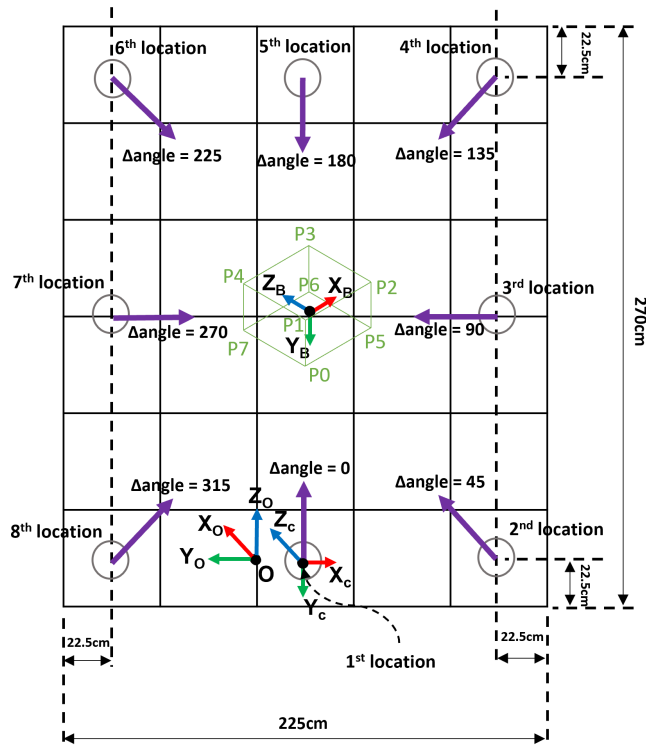 6th location
5th location
4th location
22.5cm
Δangle = 225
Δangle = 180
Δangle = 135
P3
7th location
P4
P6
P2
3rd location
ZB
XB
270cm
Δangle = 270
P1
Δangle = 90
P7
YB
P5
P0
Δangle = 315
Δangle = 0
Δangle = 45
8th location
XO
ZO
Zc
2nd location
YO
O
Xc
Yc
22.5cm
22.5cm
22.5cm
1st location
225cm